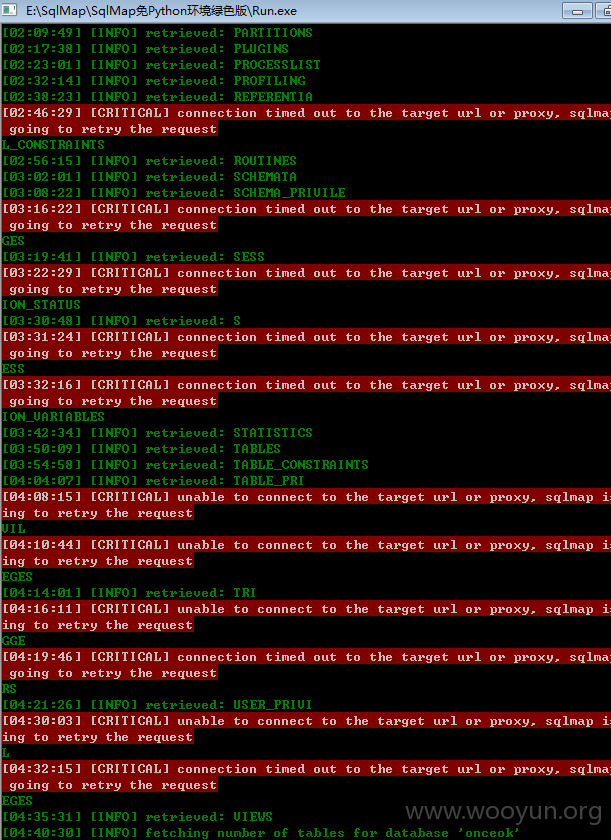 E:\SqlMap\SqlMap免Python环境绿色版\Run.exe
[02:09:49] [INFO] retrieved: PARTITIONS
[02:17:38] [INFO] retrieved: PLUGINS
[02:23:01] [INFO] retrieved: PROCESSLIST
[02:32:14] [INFO] retrieved: PROFILING
[02:38:23] [INFO] retrieved: REFERENTIA
[02:46:29] [CRITICAL] connection timed out to the target url or proxy, sqlma
going to retry the request
L_CONSTRAINTS
[02:56:15] [INFO] retrieved: ROUTINES
[03:02:01] [INFO] retrieved: SCHEMATA
[03:08:22] [INFO] retrieved: SCHEMA_PRIVILE
[03:16:22] [CRITICAL] connection timed out to the target url or proxy, sqlma
going to retry the request
GES
[03:19:41] [INFO] retrieved: SESS
[03:22:29] [CRITICAL] connection timed out to the target url or proxy, sqlma
going to retry the request
ION_STATUS
[03:30:48] [INFO] retrieved: S
[03:31:24] [CRITICAL] connection timed out to the target url or proxy, sqlma
going to retry the request
ESS
[03:32:16] [CRITICAL] connection timed out to the target url or proxy, sqlma
going to retry the request
ION_VARIABLES
[03:42:34] [INFO] retrieved: STATISTICS
[03:50:09] [INFO] retrieved: TABLES
[03:54:58] [INFO] retrieved: TABLE_CONSTRAINTS
[04:04:07] [INFO] retrieved: TABLE_PRI
[04:08:15] [CRITICAL] unable to connect to the target url or proxy, sqlmap i
ing to retry the request
VIL
[04:10:44] [CRITICAL] unable to connect to the target url or proxy, sqlmap i
ing to retry the request
EGES
[04:14:01] [INFO] retrieved: TRI
[04:16:11] [CRITICAL] unable to connect to the target url or proxy, sqlmap i
ing to retry the request
GGE
[04:19:46] [CRITICAL] connection timed out to the target url or proxy, sqlma
going to retry the request
RS
[04:21:26] [INFO] retrieved: USER_PRIVI
[04:30:03] [CRITICAL] unable to connect to the target url or proxy, sqlmap i
ing to retry the request
L
[04:32:15] [CRITICAL] connection timed out to the target url or proxy, sqlma
going to retry the request
EGES
[04:35:31] [INFO] retrieved: VIEWS
[04:40:30] [INFO] fetching number of tables for database 'onceok'
www.wooyun.org